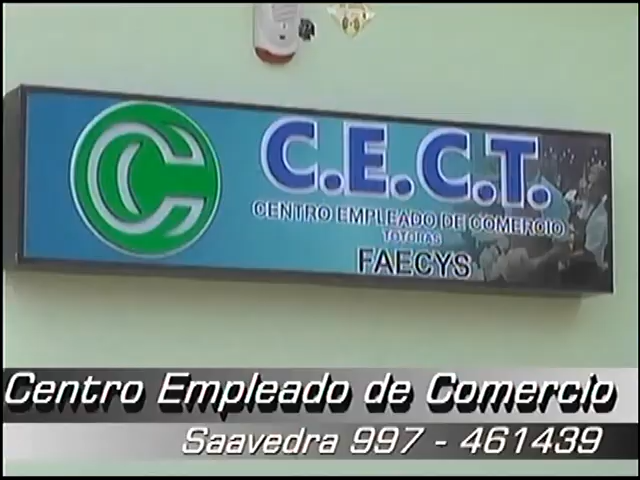 C.E.C.T.
CENTRO EMPLEADO DE COMERCIO
TOTORAS
FAECYS
Centro Empleado de Comercio
Saavedra 997 - 461439